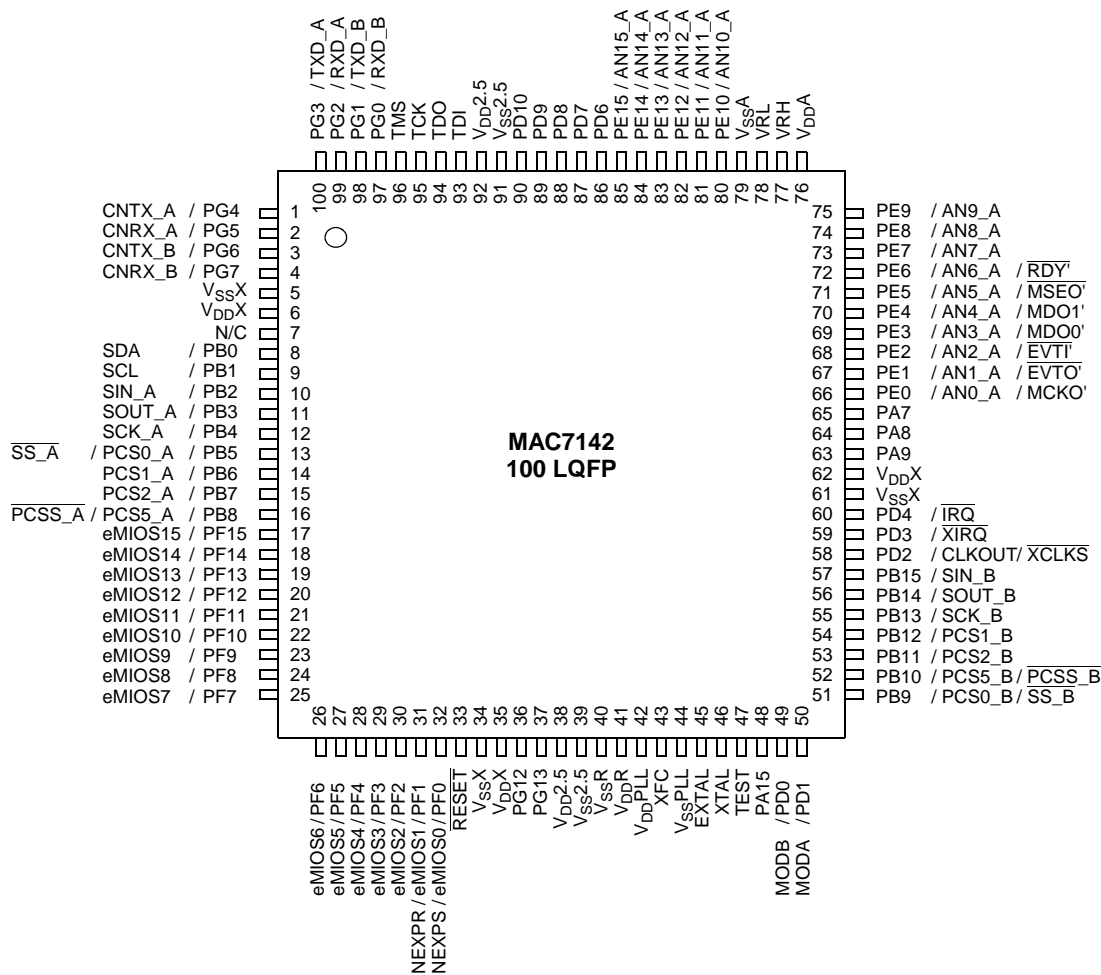 PG3 / TXD_A
PG2 / RXD_A
PG1 / TXD_B
PG0 / RXD_B
TMS
TCK
TDO
TDI
VDD2.5
VSS2.5
PD10
PD9
PD8
PD7
PD6
PE15 / AN15_A
PE14 / AN14_A
PE13 / AN13_A
PE12 / AN12_A
PE11 / AN11_A
PE10 / AN10_A
VSSA
VRL
VRH
VDDA
100
99
98
97
96
95
94
93
92
91
90
89
88
87
86
85
84
83
82
81
80
79
78
77
76
CNTX_A / PG4 1
CNRX_A / PG5 2
CNTX_B / PG6 3
CNRX_B / PG7 4
VSSX 5
VDDX 6
N/C 7
SDA / PB0 8
SCL / PB1 9
SIN_A / PB2 10
SOUT_A / PB3 11
SCK_A / PB4 12
SS_A / PCS0_A / PB5 13
PCS1_A / PB6 14
PCS2_A / PB7 15
PCSS_A / PCS5_A / PB8 16
eMIOS15 / PF15 17
eMIOS14 / PF14 18
eMIOS13 / PF13 19
eMIOS12 / PF12 20
eMIOS11 / PF11 21
eMIOS10 / PF10 22
eMIOS9 / PF9 23
eMIOS8 / PF8 24
eMIOS7 / PF7 25
MAC7142
100 LQFP
75 PE9 / AN9_A
74 PE8 / AN8_A
73 PE7 / AN7_A
72 PE6 / AN6_A / RDY'
71 PE5 / AN5_A / MSEO'
70 PE4 / AN4_A / MDO1'
69 PE3 / AN3_A / MDO0'
68 PE2 / AN2_A / EVTI'
67 PE1 / AN1_A / EVTO'
66 PE0 / AN0_A / MCKO'
65 PA7
64 PA8
63 PA9
62 VDDX
61 VSSX
60 PD4 / IRQ
59 PD3 / XIRQ
58 PD2 / CLKOUT/ XCLKS
57 PB15 / SIN_B
56 PB14 / SOUT_B
55 PB13 / SCK_B
54 PB12 / PCS1_B
53 PB11 / PCS2_B
52 PB10 / PCS5_B / PCSS_B
51 PB9 / PCS0_B / SS_B
26
27
28
29
30
31
32
33
34
35
36
37
38
39
40
41
42
43
44
45
46
47
48
49
50
eMIOS6 / PF6
eMIOS5 / PF5
eMIOS4 / PF4
eMIOS3 / PF3
eMIOS2 / PF2
NEXPR / eMIOS1 / PF1
NEXPS / eMIOS0 / PF0
RESET
VSSX
VDDX
PG12
PG13
VDD2.5
VSS2.5
VSSR
VDDR
VDDPLL
XFC
VSSPLL
EXTAL
XTAL
TEST
PA15
MODB / PD0
MODA / PD1